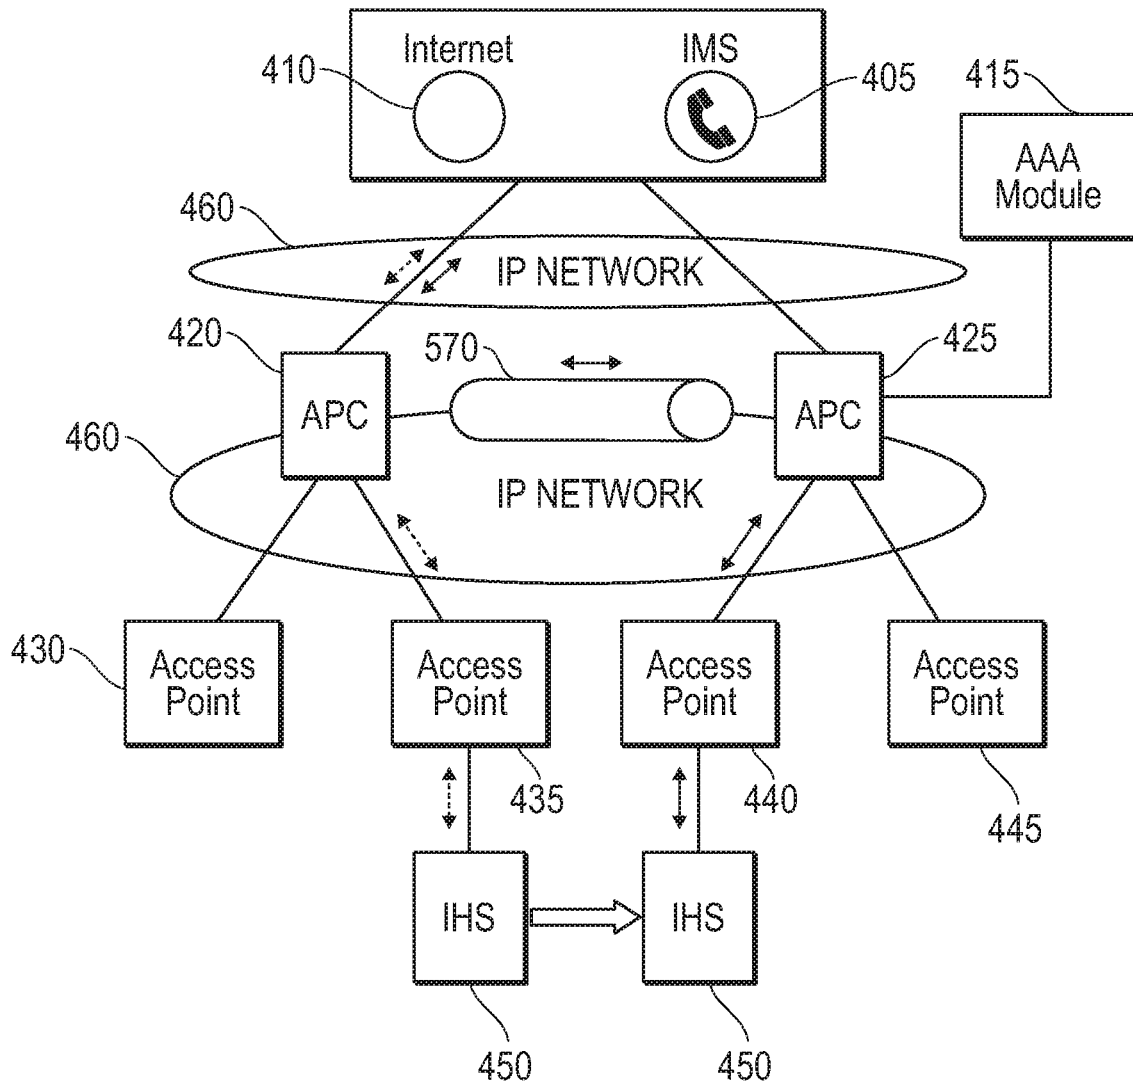 Internet
IMS
410
405
415
AAA
Module
460
IP NETWORK
420
570
425
APC
APC
460
IP NETWORK
430
Access
Point
Access
Point
Access
Point
Access
Point
435
440
445
IHS
IHS
450
450